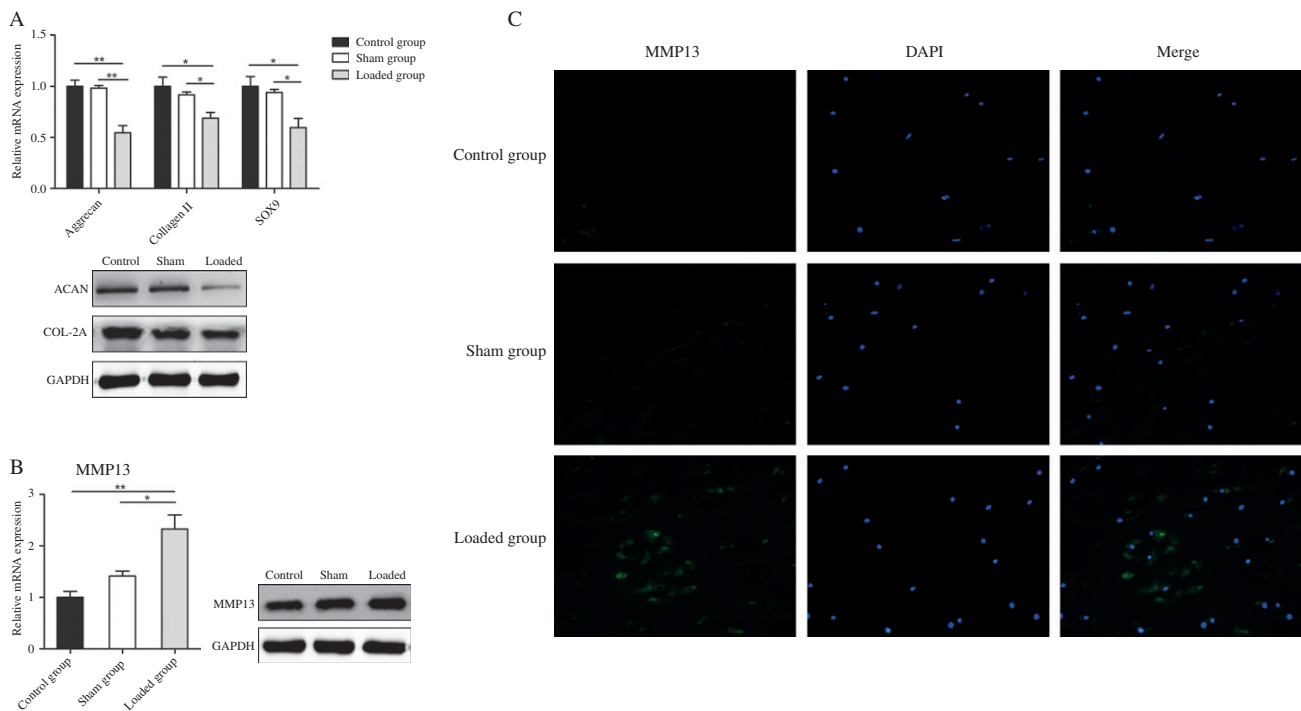 A
Relative mRNA expression
1.5
1.0
0.5
0.0
** ** * * * *
Control group
Sham group
Loaded group
Aggrecan Collagen II SOX9
Control Sham Loaded
ACAN
COL-2A
GAPDH
B
MMP13
Relative mRNA expression
3
2
1
0
**
*
Control group Sham group Loaded group
Control Sham Loaded
MMP13
GAPDH
C
MMP13 DAPI Merge
Control group
Sham group
Loaded group